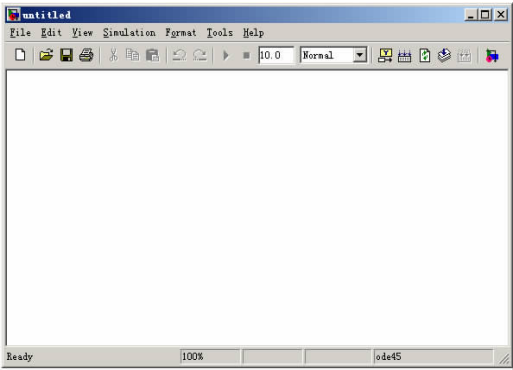 untitled
File Edit View Simulation Format Tools Help
10.0 Normal
Ready 100% ode45